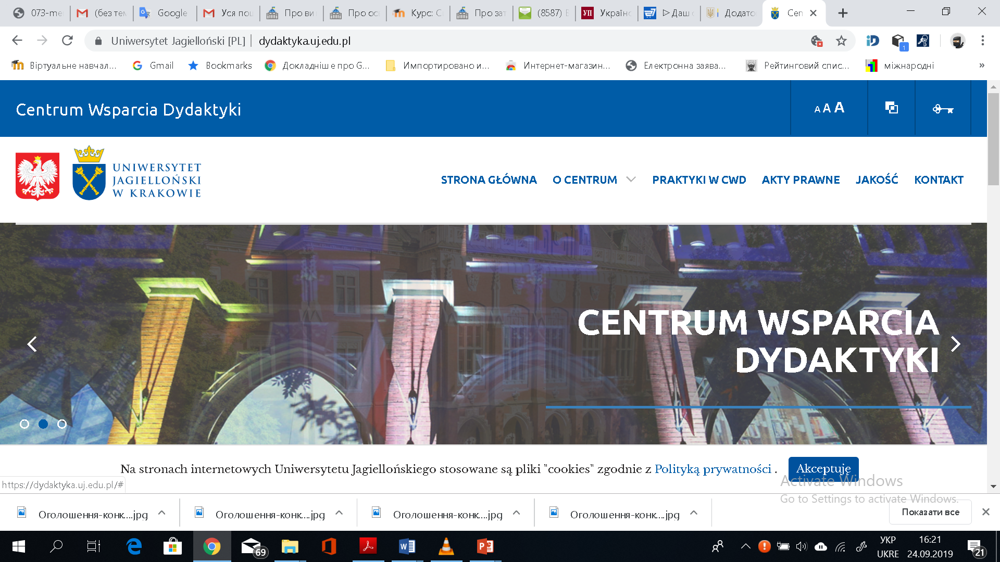 073-me
(без тем
Google
Уся пош
Про ви
Про осв
Курс: С
Про зат
(8587) В
УП Українс
▷ Даш о
Додато
Cen
Uniwersytet Jagielloński [PL] | dydaktyka.uj.edu.pl
Віртуальне навчал...
Gmail
Bookmarks
Докладніше про G...
Импортировано и...
Интернет-магазин...
Електронна заява...
Рейтинговий спис...
міжнародні
»
Centrum Wsparcia Dydaktyki
A A A
UNIWERSYTET
JAGIELLOŃSKI
W KRAKOWIE
STRONA GŁÓWNA
O CENTRUM
PRAKTYKI W CWD
AKTY PRAWNE
JAKOŚĆ
KONTAKT
CENTRUM WSPARCIA
DYDAKTYKI
Na stronach internetowych Uniwersytetu Jagiellońskiego stosowane są pliki "cookies" zgodnie z Polityką prywatności .
Akceptuję
https://dydaktyka.uj.edu.pl/#
Activate Windows
Go to Settings to activate Windows.
Оголошення-конк....jpg
Оголошення-конк....jpg
Оголошення-конк....jpg
Оголошення-конк....jpg
Показати все
69
УКР
UKRE
16:21
24.09.2019
21